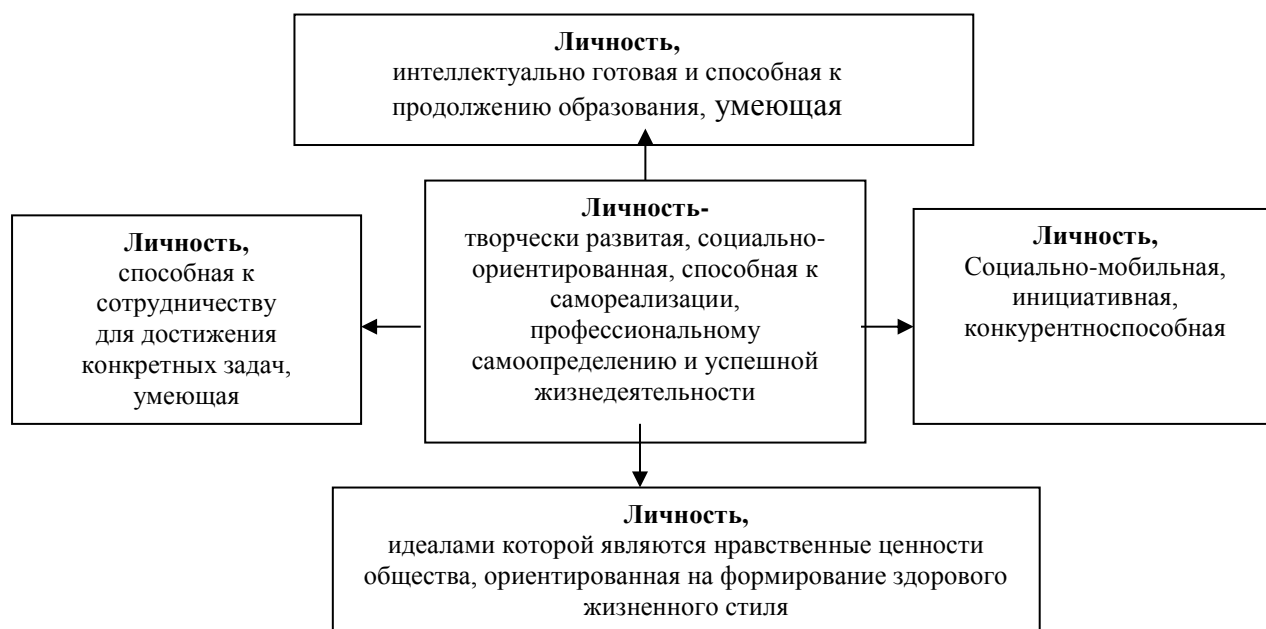 Личность,
интеллектуально готовая и способная к
продолжению образования, умеющая
Личность,
способная к
сотрудничеству
для достижения
конкретных задач,
умеющая
Личность-
творчески развитая, социально-
ориентированная, способная к
самореализации,
профессиональному
самоопределению и успешной
жизнедеятельности
Личность,
Социально-мобильная,
инициативная,
конкурентноспособная
Личность,
идеалами которой являются нравственные ценности
общества, ориентированная на формирование здорового
жизненного стиля